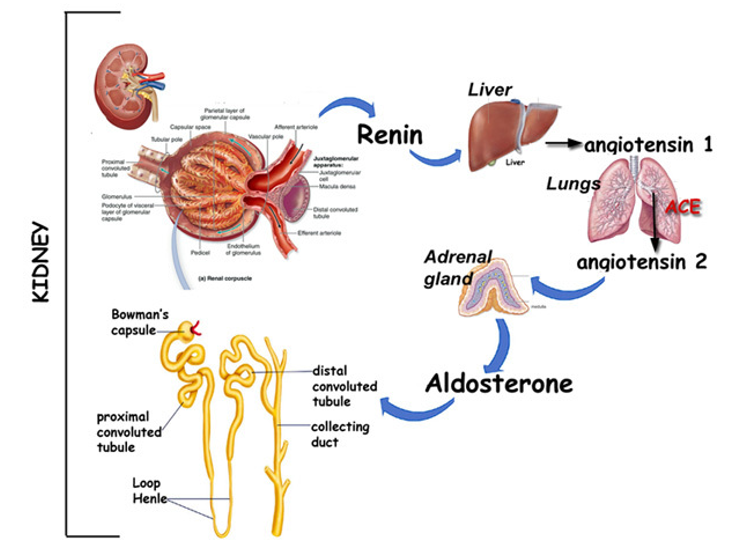 KIDNEY
Parietal layer of
glomerular capsule
Capsular space
Tubular pole
Vascular pole
Afferent arteriole
Proximal
convoluted
tubule
Juxtaglomerular
apparatus:
Juxtaglomerular
cell
Macula densa
Glomerulus
Podocyte of visceral
layer of glomerular
capsule
Distal convoluted
tubule
Efferent arteriole
Pedicel
Endothelium
of glomerulus
(a) Renal corpuscle
Renin
Liver
Liver
angiotensin 1
Lungs
ACE
angiotensin 2
Adrenal
gland
medulla
Aldosterone
Bowman's
capsule
distal
convoluted
tubule
proximal
convoluted
tubule
collecting
duct
Loop
Henle